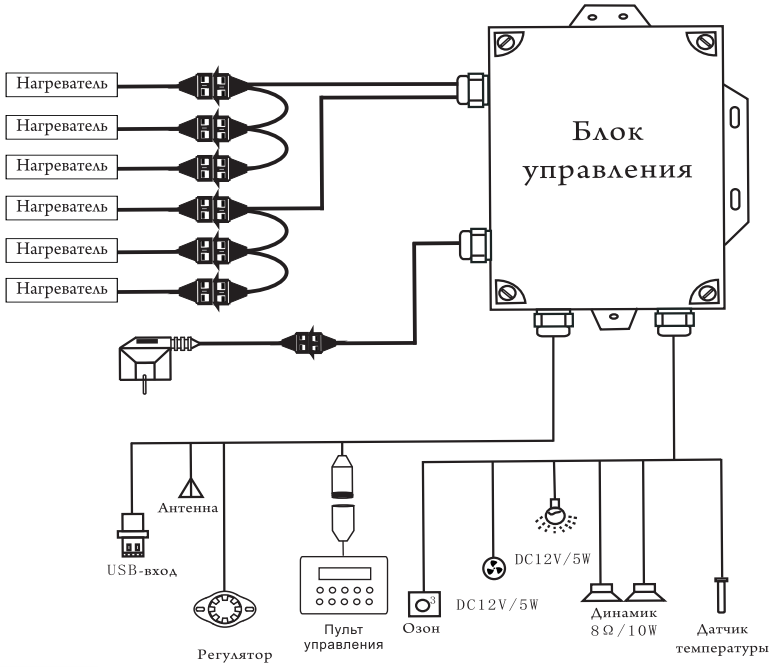 Нагреватель
Нагреватель
Нагреватель
Нагреватель
Нагреватель
Нагреватель
Блок
управления
Антенна
USB-вход
Регулятор
Пульт
управления
Озон
3
DC12V/5W
DC12V/5W
Динамик
8Ω/10W
Датчик
температуры